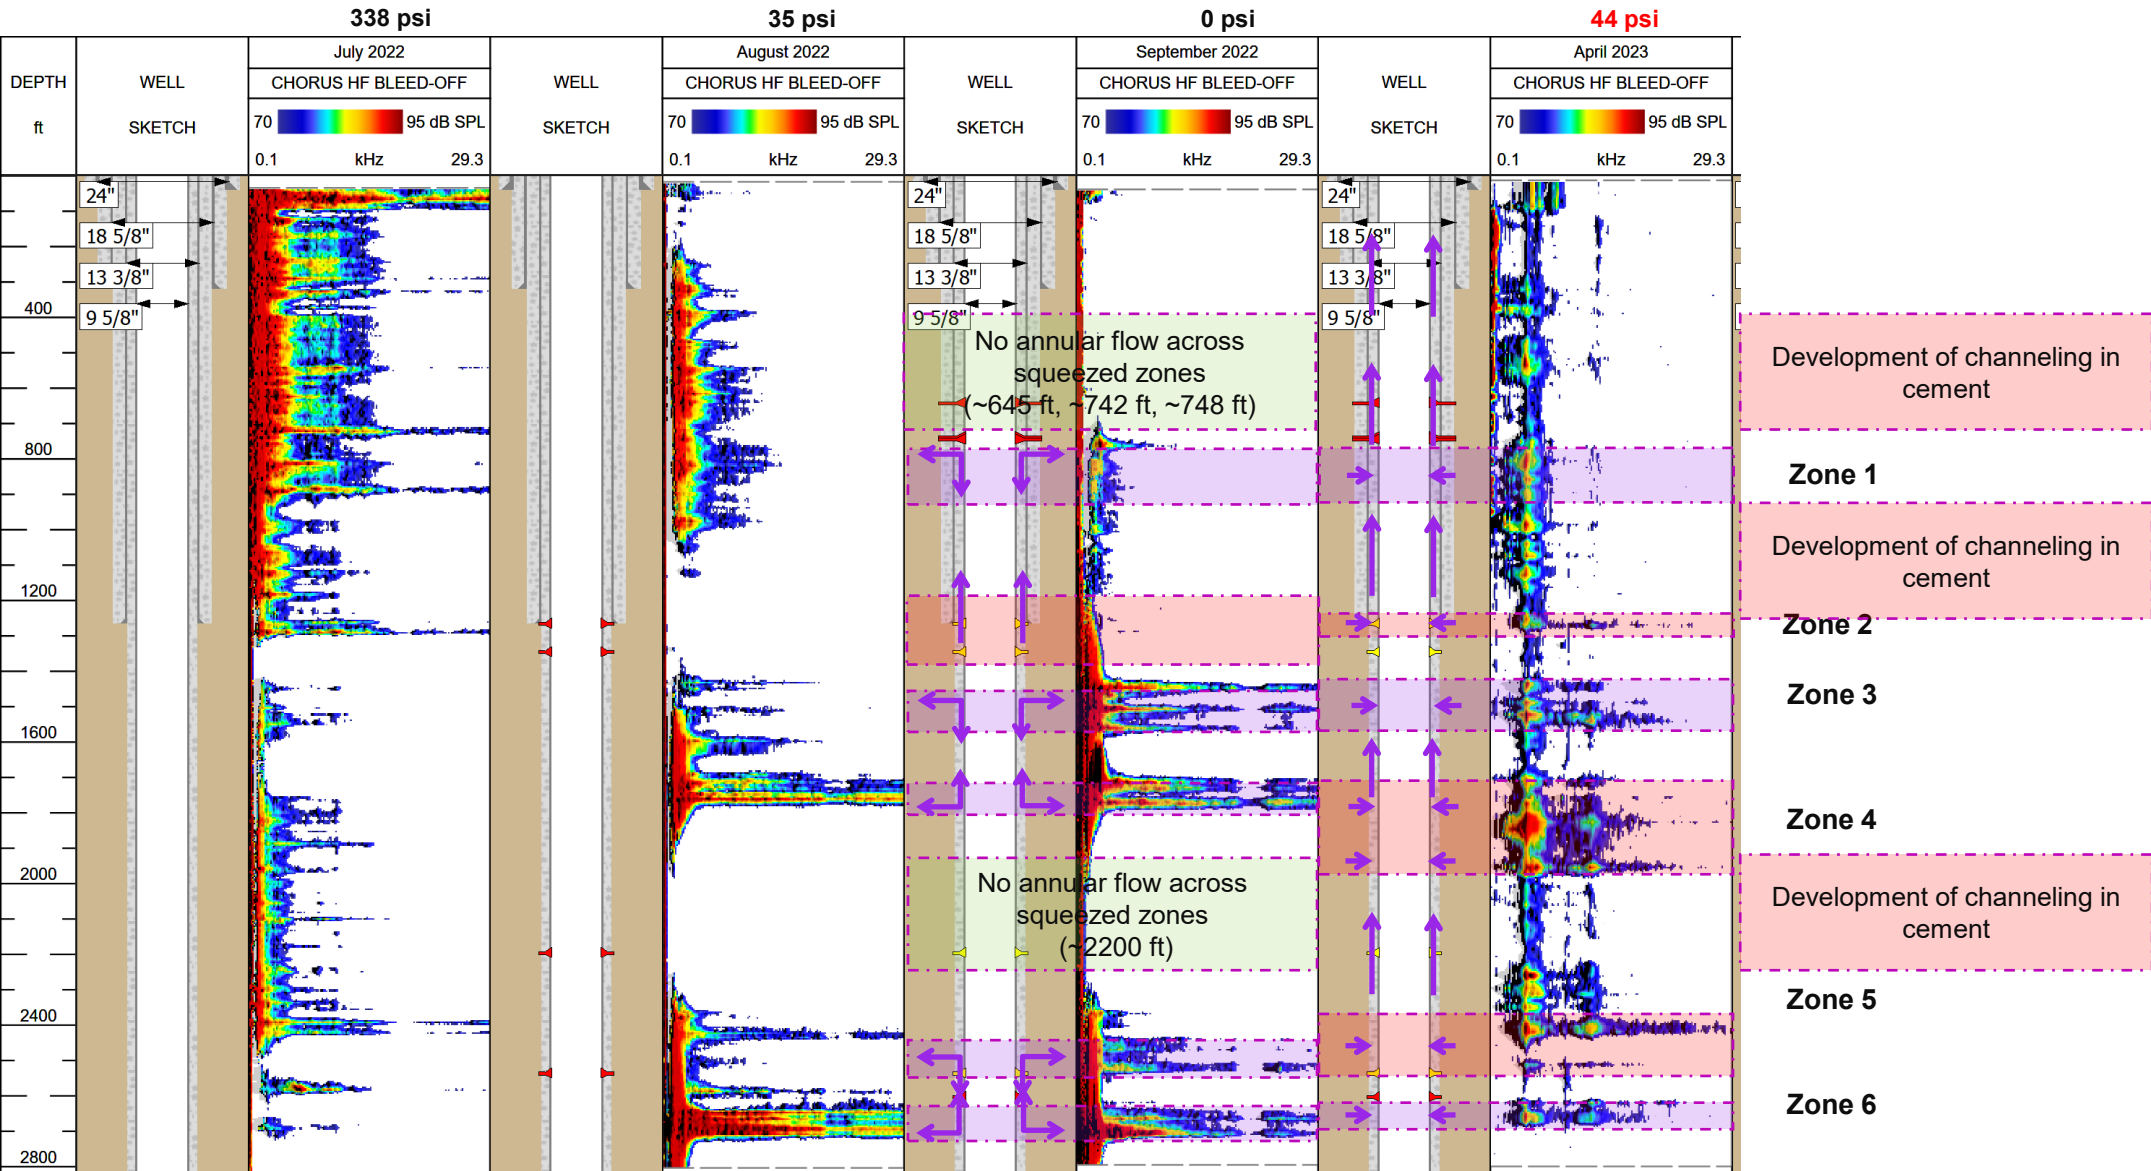 338 psi
35 psi
0 psi
44 psi
July 2022
August 2022
September 2022
April 2023
DEPTH
ft
WELL
SKETCH
CHORUS HF BLEED-OFF
70
95 dB SPL
0.1
kHz
29.3
WELL
SKETCH
CHORUS HF BLEED-OFF
70
95 dB SPL
0.1
kHz
29.3
WELL
SKETCH
CHORUS HF BLEED-OFF
70
95 dB SPL
0.1
kHz
29.3
WELL
SKETCH
CHORUS HF BLEED-OFF
70
95 dB SPL
0.1
kHz
29.3
24"
18 5/8"
13 3/8"
9 5/8"
24"
18 5/8"
13 3/8"
9 5/8"
24"
18 5/8"
13 3/8"
9 5/8"
400
800
1200
1600
2000
2400
2800
No annular flow across
squeezed zones
(~645 ft, ~742 ft, ~748 ft)
No annular flow across
squeezed zones
(~2200 ft)
Development of channeling in
cement
Zone 1
Development of channeling in
cement
Zone 2
Zone 3
Zone 4
Development of channeling in
cement
Zone 5
Zone 6